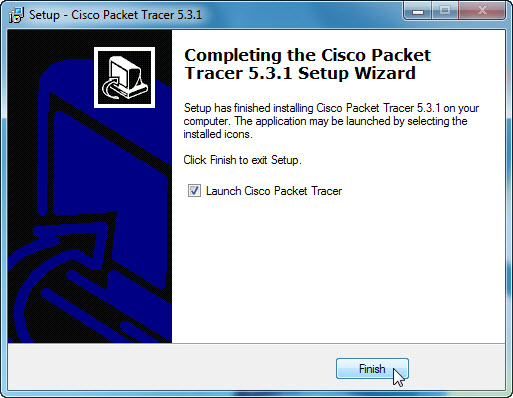 Setup - Cisco Packet Tracer 5.3.1
Completing the Cisco Packet
Tracer 5.3.1 Setup Wizard
Setup has finished installing Cisco Packet Tracer 5.3.1 on your
computer. The application may be launched by selecting the
installed icons.
Click Finish to exit Setup.
Launch Cisco Packet Tracer
Finish